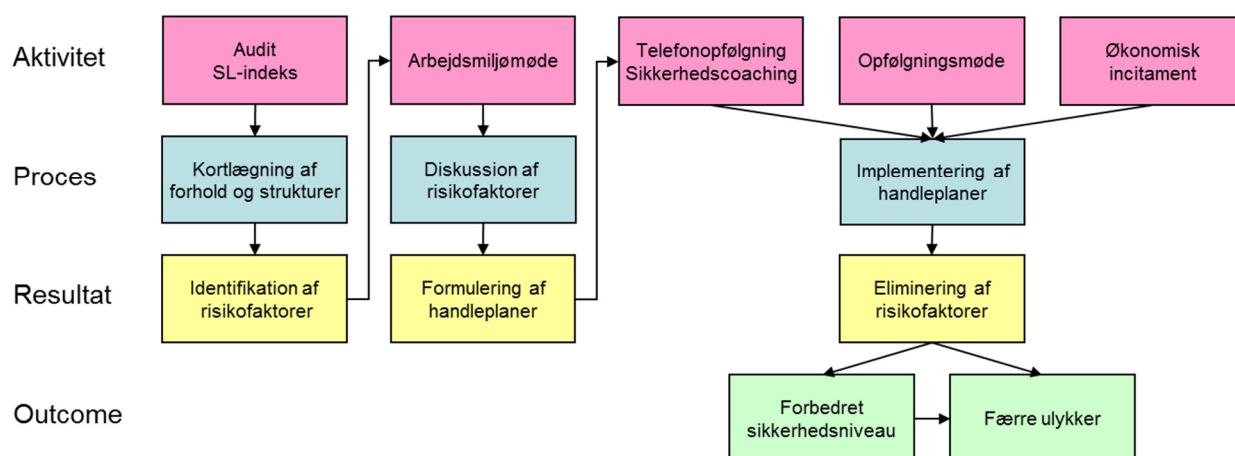 Aktivitet
Audit
SL-indeks
Arbejdsmiljømøde
Telefonopfølgning
Sikkerhedscoaching
Opfølgningsmøde
Økonomisk
incitament
Proces
Kortlægning af
forhold og strukturer
Diskussion af
risikofaktorer
Implementering af
handleplaner
Resultat
Identifikation af
risikofaktorer
Formulering af
handleplaner
Eliminering af
risikofaktorer
Outcome
Forbedret
sikkerhedsniveau
Færre ulykker